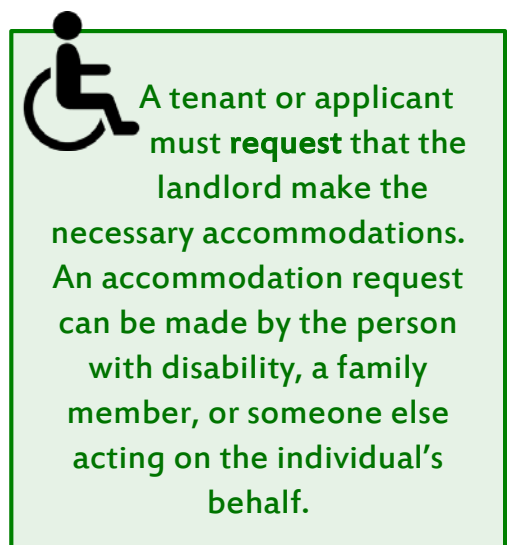 A tenant or applicant
must request that the
landlord make the
necessary accommodations.
An accommodation request
can be made by the person
with disability, a family
member, or someone else
acting on the individual’s
behalf.